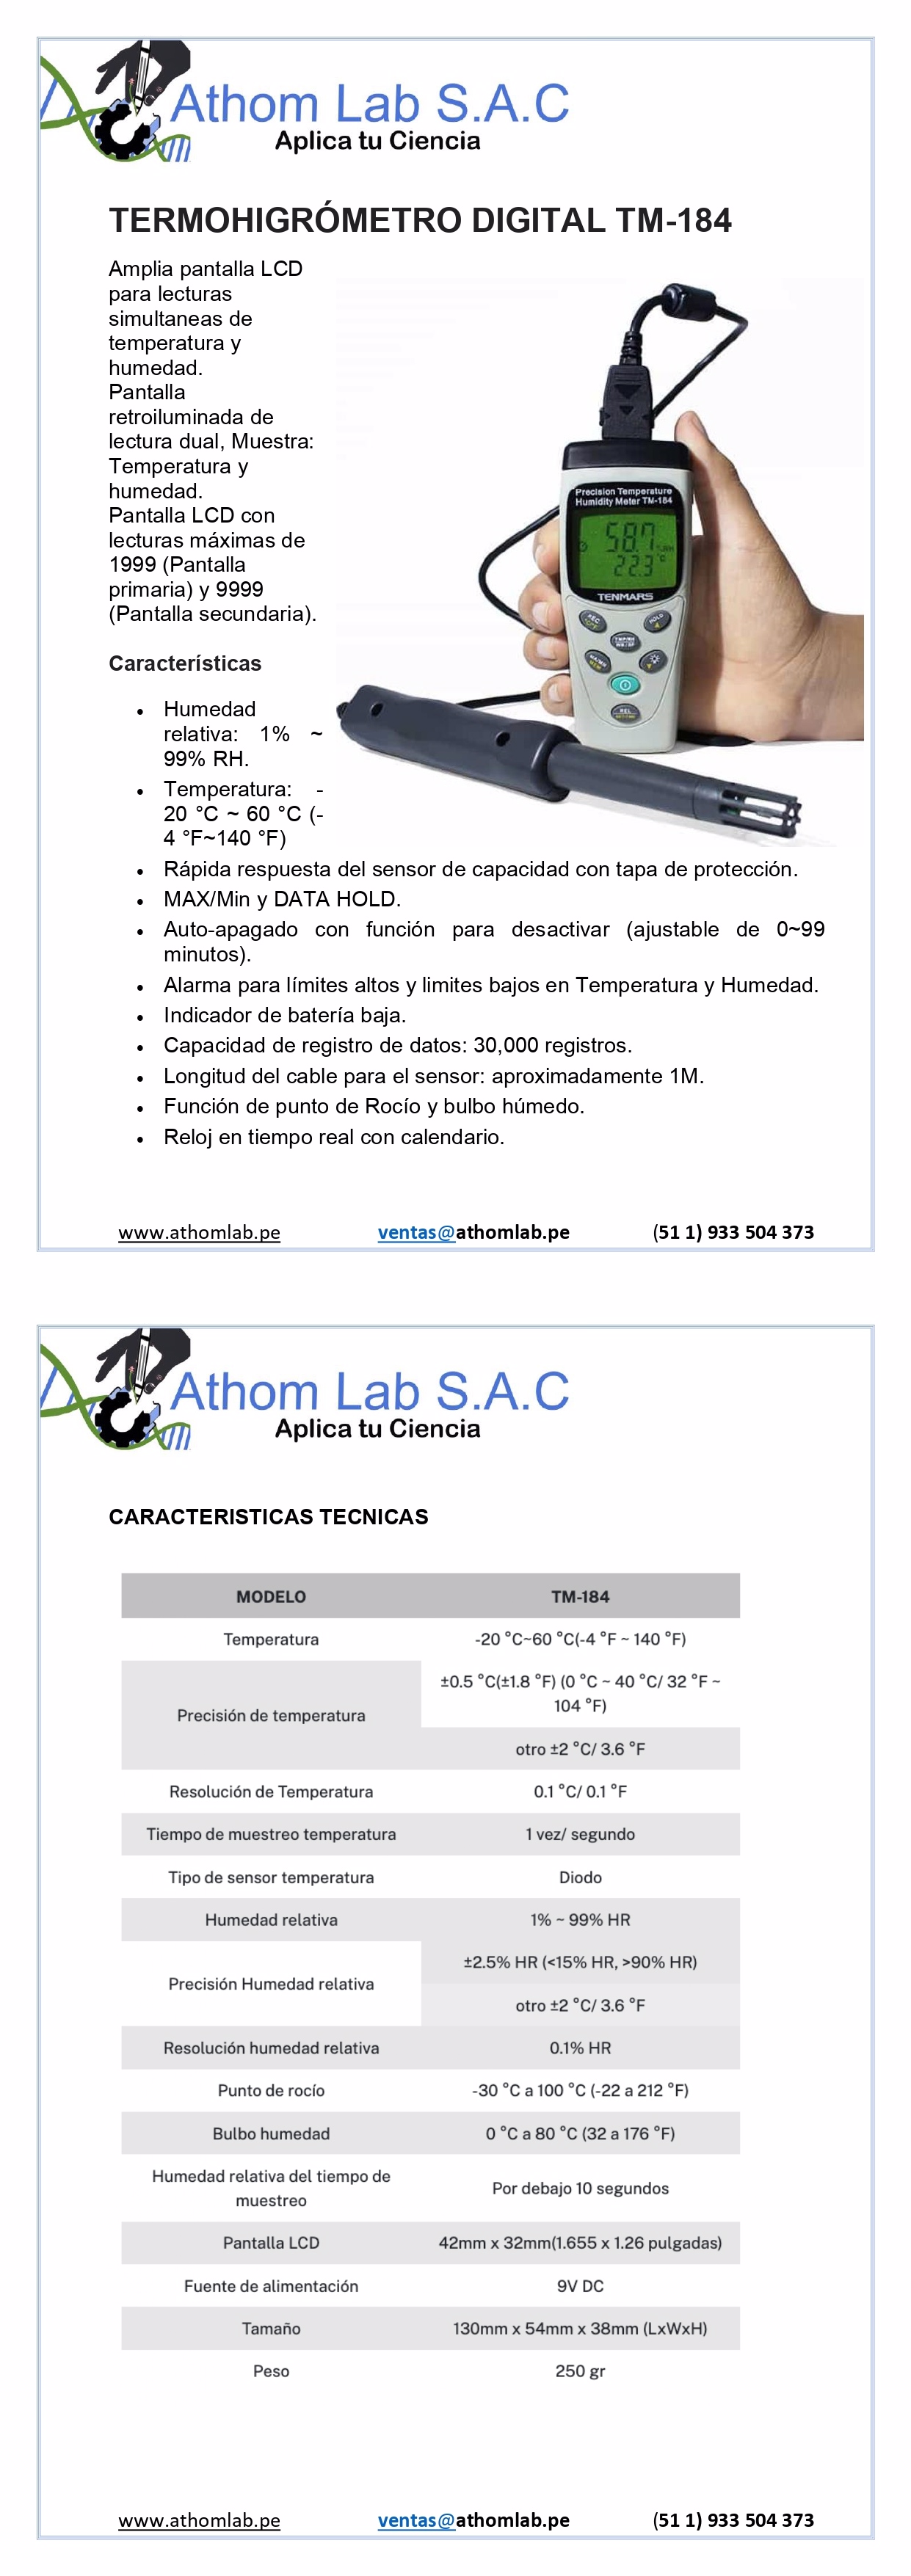 Athom Lab S.A.C
Aplica tu Ciencia
TERMOHIGRÓMETRO DIGITAL TM-184
Amplia pantalla LCD
para lecturas
simultaneas de
temperatura y
humedad.
Pantalla
retroiluminada de
lectura dual, Muestra:
Temperatura y
humedad.
Pantalla LCD con
lecturas máximas de
1999 (Pantalla
primaria) y 9999
(Pantalla secundaria).
Precision Temperature
Humidity Meter TM-184
58.7 %RH
22.3 °C
TENMARS
REC
HOLD
REL
Características
• Humedad
relativa: 1% ~
99% RH.
• Temperatura: -
20 °C ~ 60 °C (-
4 °F~140 °F)
• Rápida respuesta del sensor de capacidad con tapa de protección.
• MAX/Min y DATA HOLD.
• Auto-apagado con función para desactivar (ajustable de 0~99
minutos).
• Alarma para límites altos y limites bajos en Temperatura y Humedad.
• Indicador de batería baja.
• Capacidad de registro de datos: 30,000 registros.
• Longitud del cable para el sensor: aproximadamente 1M.
• Función de punto de Rocío y bulbo húmedo.
• Reloj en tiempo real con calendario.
www.athomlab.pe ventas@athomlab.pe (51 1) 933 504 373
Athom Lab S.A.C
Aplica tu Ciencia
CARACTERISTICAS TECNICAS
MODELO TM-184
Temperatura -20 °C~60 °C(-4 °F ~ 140 °F)
Precisión de temperatura ±0.5 °C(±1.8 °F) (0 °C ~ 40 °C/ 32 °F ~
104 °F)
otro ±2 °C/ 3.6 °F
Resolución de Temperatura 0.1 °C/ 0.1 °F
Tiempo de muestreo temperatura 1 vez/ segundo
Tipo de sensor temperatura Diodo
Humedad relativa 1% ~ 99% HR
Precisión Humedad relativa ±2.5% HR (<15% HR, >90% HR)
otro ±2 °C/ 3.6 °F
Resolución humedad relativa 0.1% HR
Punto de rocío -30 °C a 100 °C (-22 a 212 °F)
Bulbo humedad 0 °C a 80 °C (32 a 176 °F)
Humedad relativa del tiempo de
muestreo Por debajo 10 segundos
Pantalla LCD 42mm x 32mm(1.655 x 1.26 pulgadas)
Fuente de alimentación 9V DC
Tamaño 130mm x 54mm x 38mm (LxWxH)
Peso 250 gr
www.athomlab.pe ventas@athomlab.pe (51 1) 933 504 373